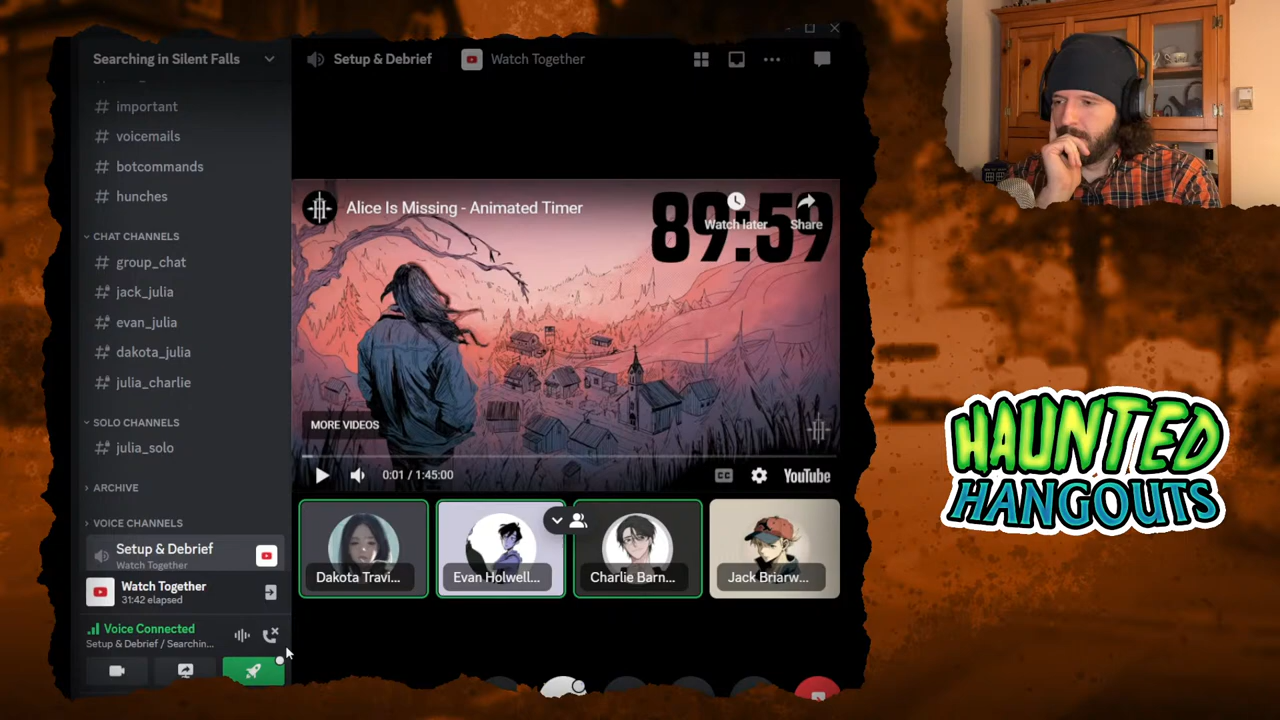 Searching in Silent Falls
important
voicemails
botcommands
hunches
CHAT CHANNELS
group_chat
jack_julia
evan_julia
dakota_julia
julia_charlie
SOLO CHANNELS
julia_solo
ARCHIVE
VOICE CHANNELS
Setup & Debrief
Watch Together
Watch Together
31:42 elapsed
Voice Connected
Setup & Debrief / Searchin...
Setup & Debrief
Watch Together
Alice Is Missing - Animated Timer
89:59
Watch later
Share
MORE VIDEOS
0:01 / 1:45:00
CC
YouTube
Dakota Travi...
Evan Holwell...
Charlie Barn...
Jack Briarw...
HAUNTED
HANGOUTS